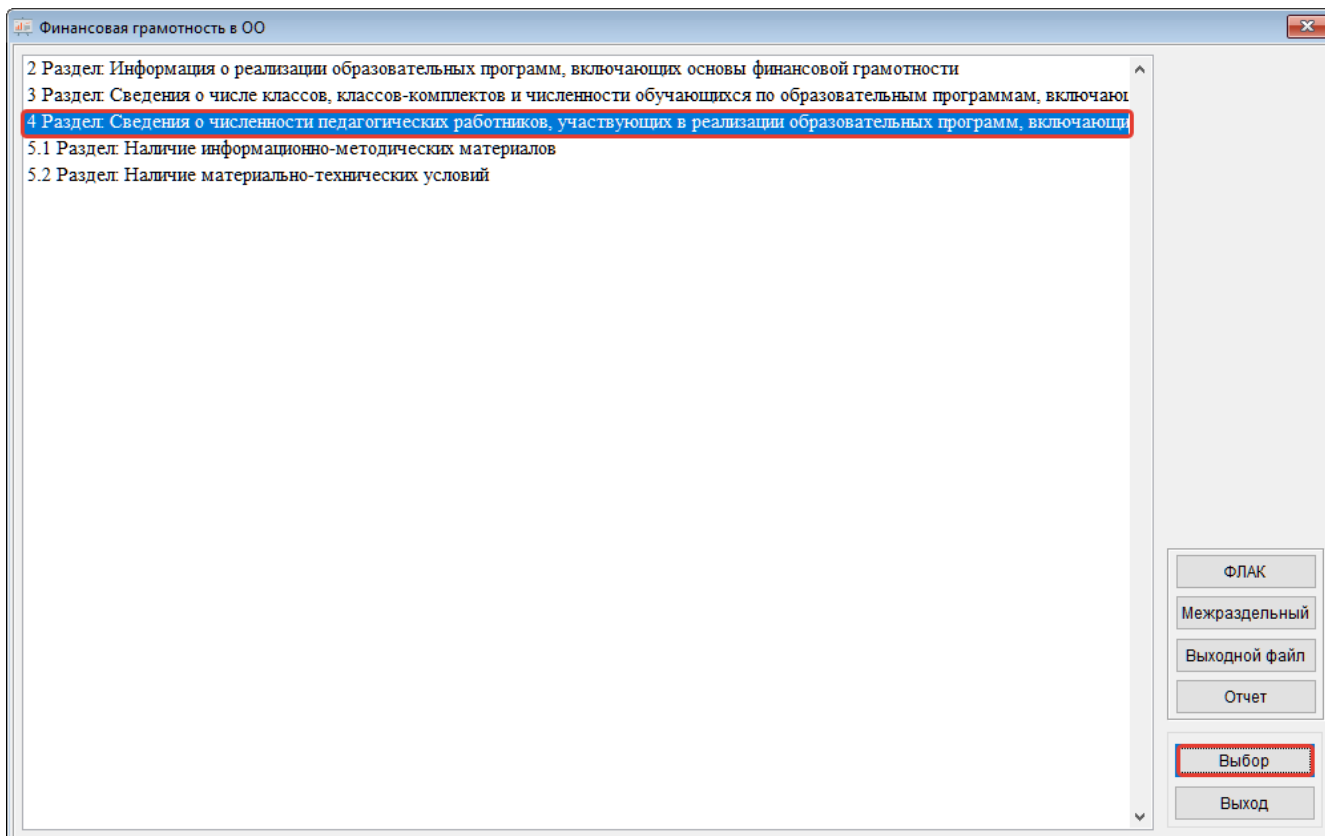 Финансовая грамотность в ОО
2 Раздел: Информация о реализации образовательных программ, включающих основы финансовой грамотности
3 Раздел: Сведения о числе классов, классов-комплектов и численности обучающихся по образовательным программам, включающ
4 Раздел: Сведения о численности педагогических работников, участвующих в реализации образовательных программ, включающи
5.1 Раздел: Наличие информационно-методических материалов
5.2 Раздел: Наличие материально-технических условий
ФЛАК
Межраздельный
Выходной файл
Отчет
Выбор
Выход